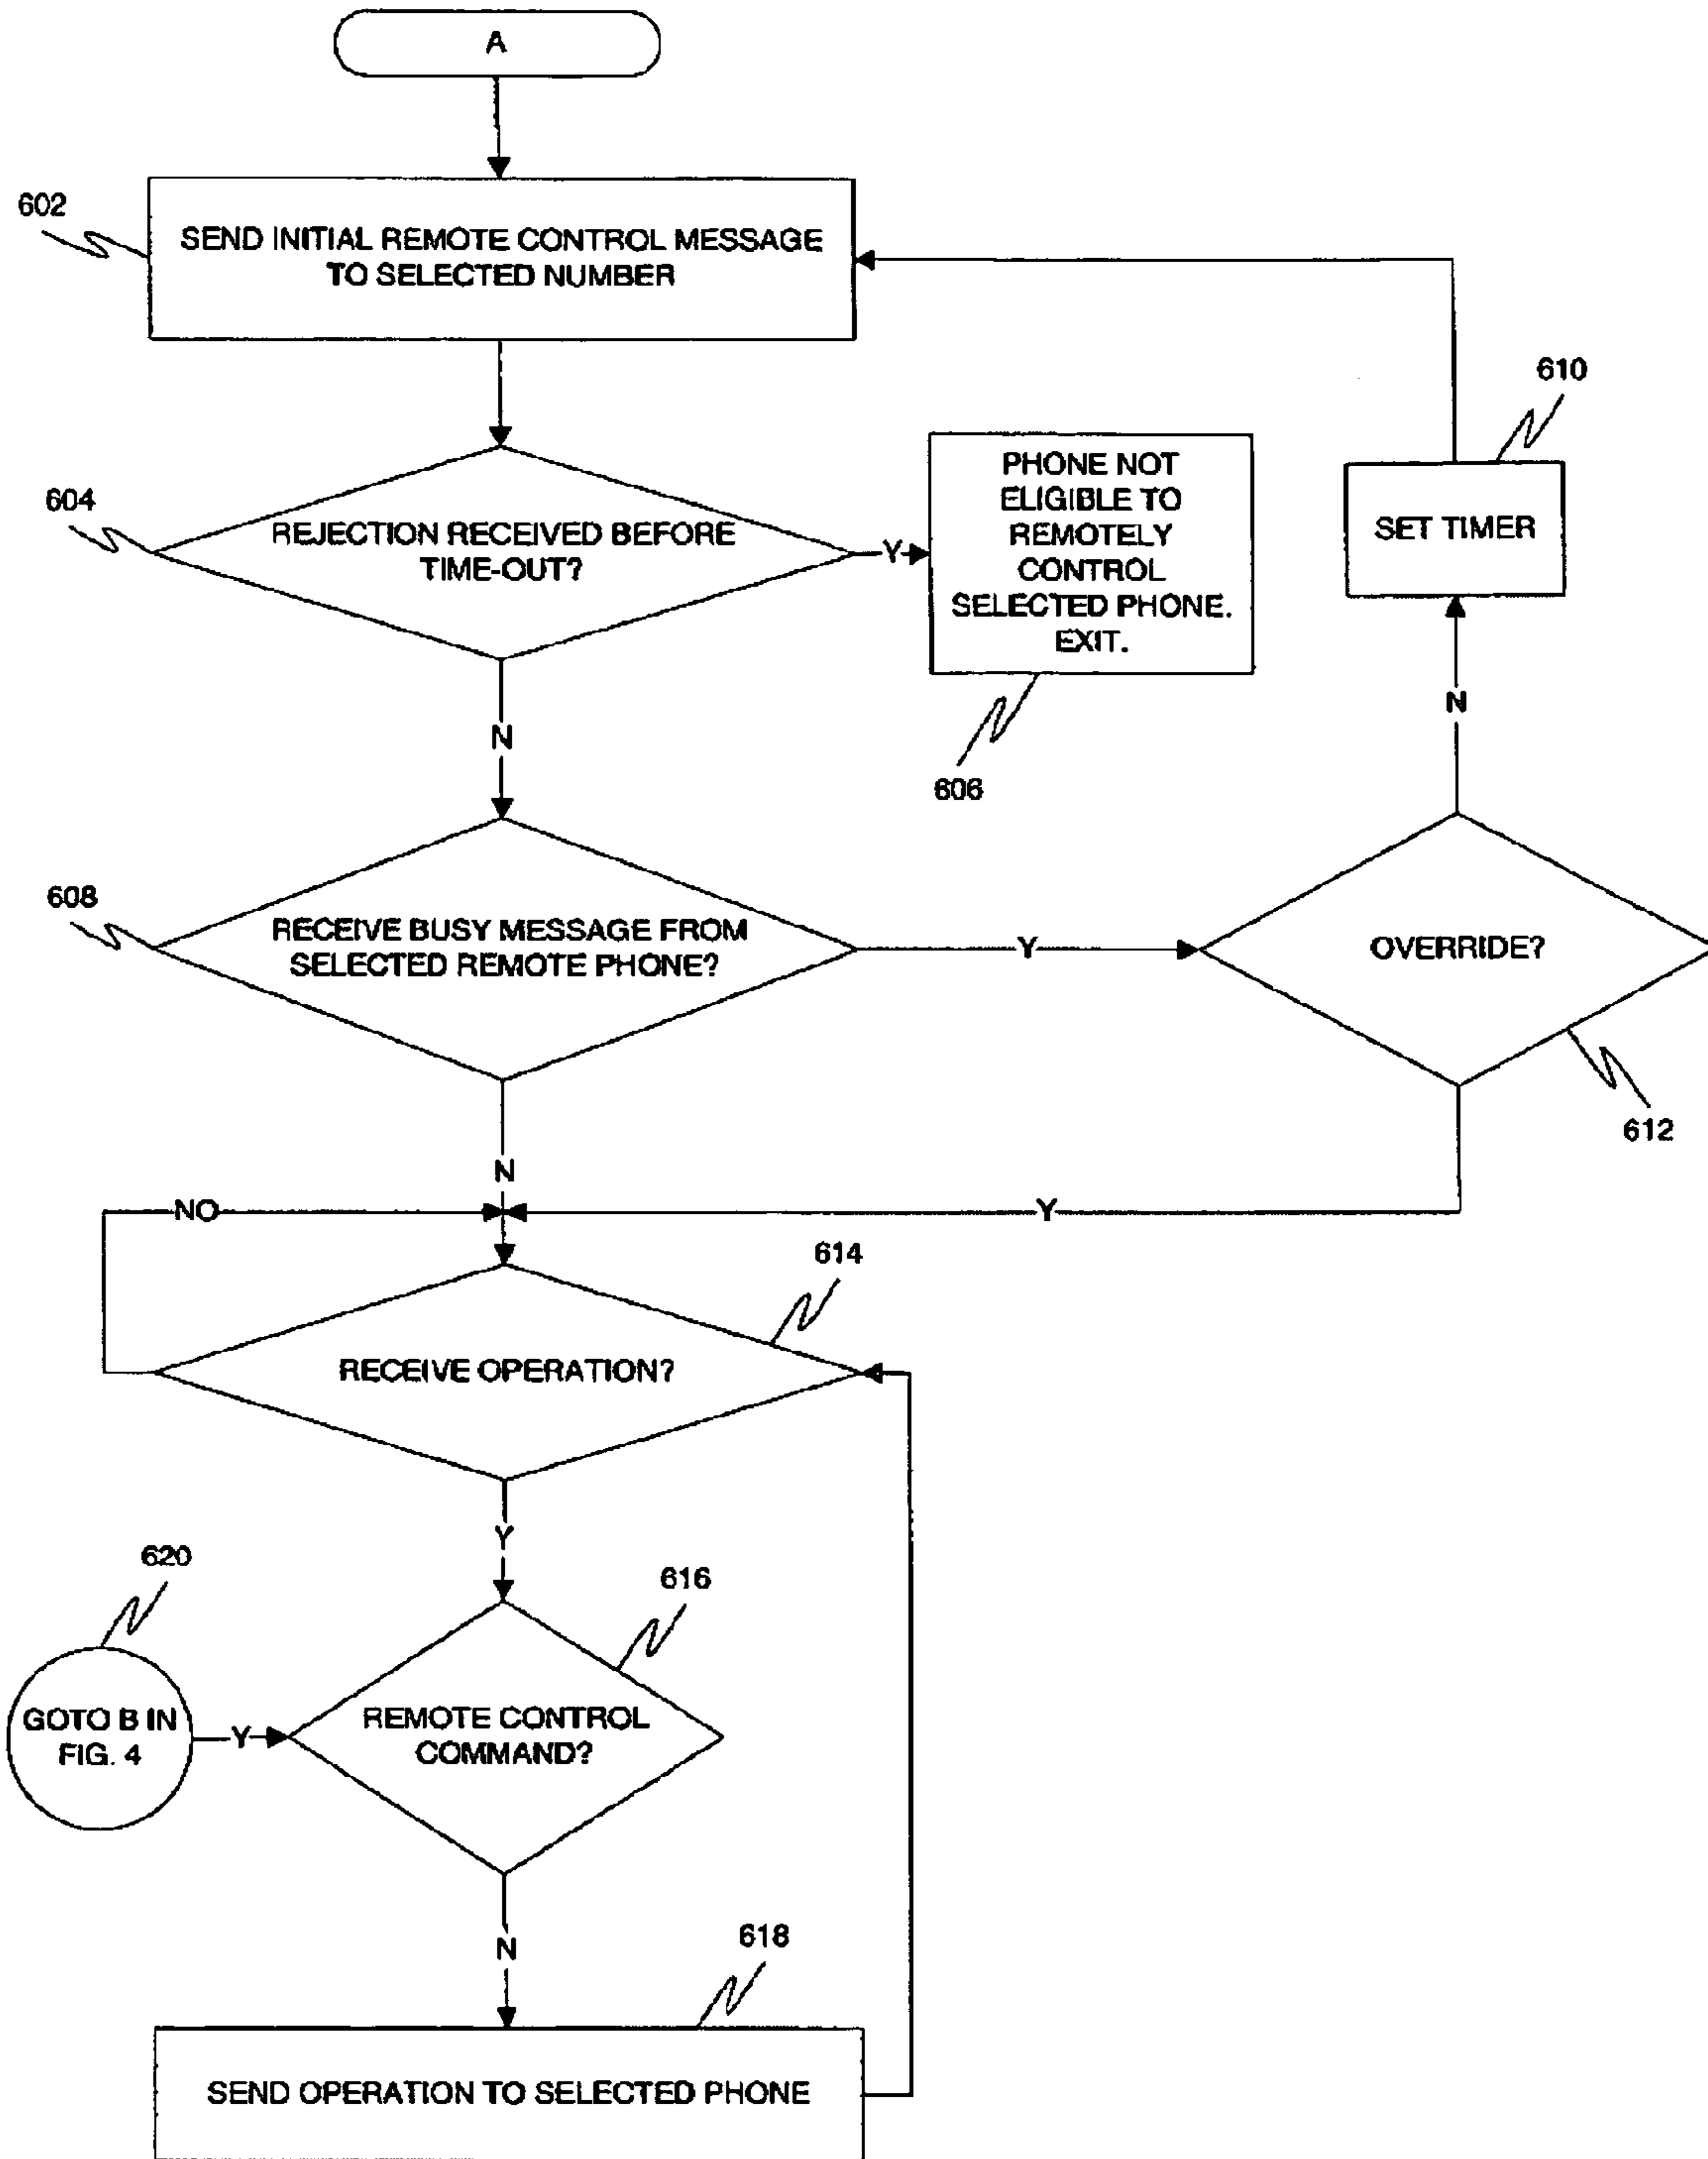 A
602
SEND INITIAL REMOTE CONTROL MESSAGE
TO SELECTED NUMBER
610
604
REJECTION RECEIVED BEFORE
TIME-OUT?
Y
PHONE NOT
ELIGIBLE TO
REMOTELY
CONTROL
SELECTED PHONE.
EXIT.
SET TIMER
N
N
606
608
RECEIVE BUSY MESSAGE FROM
SELECTED REMOTE PHONE?
Y
OVERRIDE?
612
N
NO
Y
614
RECEIVE OPERATION?
Y
620
616
GOTO B IN
FIG. 4
Y
REMOTE CONTROL
COMMAND?
N
618
SEND OPERATION TO SELECTED PHONE